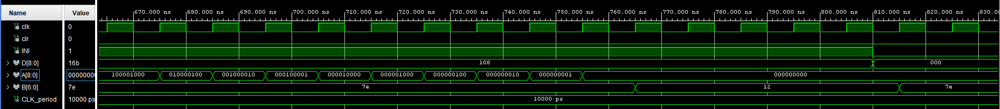 Name Value 670.000 ns 680.000 ns 690.000 ns 700.000 ns 710.000 ns 720.000 ns 730.000 ns 740.000 ns 750.000 ns 760.000 ns 770.000 ns 780.000 ns 790.000 ns 800.000 ns 810.000 ns 820.000 ns 830.
clk 0
clr 0
INI 1
D[8:0] 16b 108 000
A[8:0] 00000000 100001000 010000100 001000010 000100001 000010000 000001000 000000100 000000010 000000001 000000000
B[6:0] 7e 7e 12 7e
CLK_period 10000 ps 10000 ps